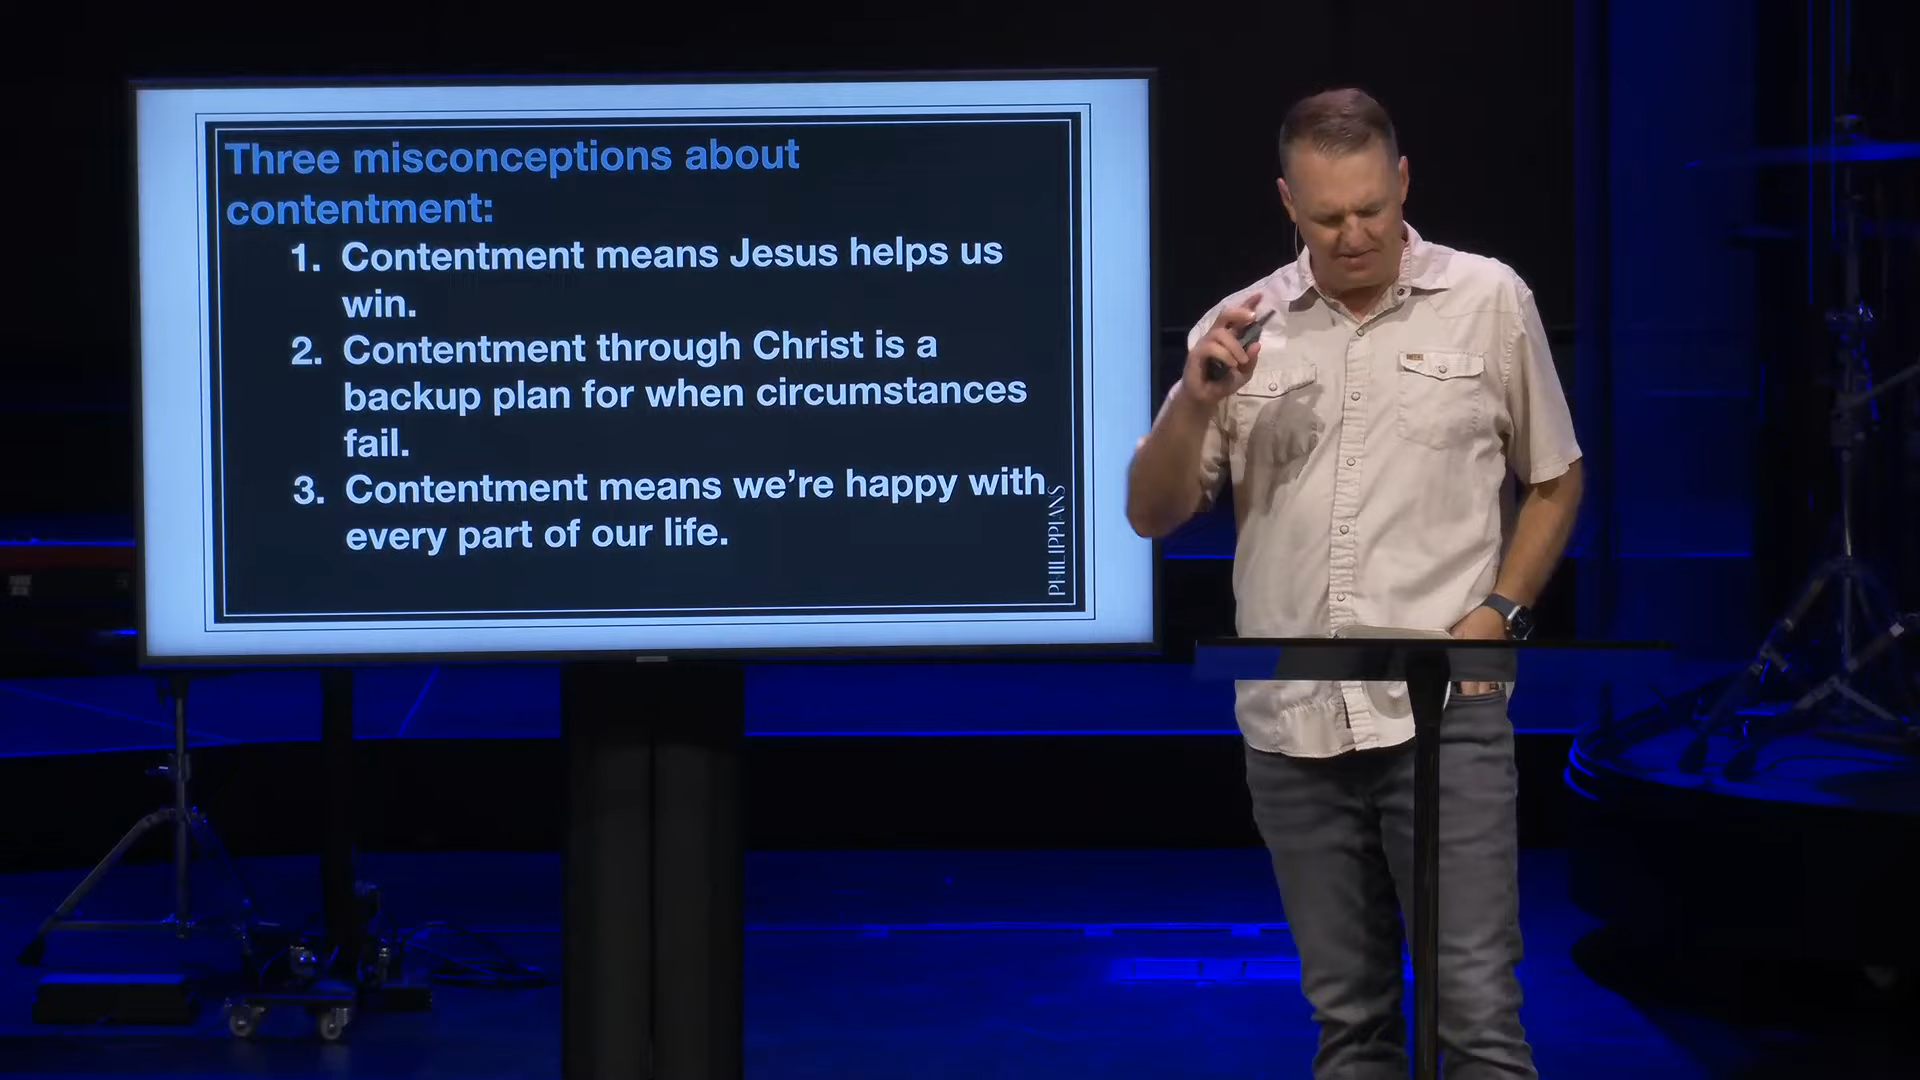 Three misconceptions about
contentment:
1. Contentment means Jesus helps us
win.
2. Contentment through Christ is a
backup plan for when circumstances
fail.
3. Contentment means we’re happy with
every part of our life.
PHILIPPIANS